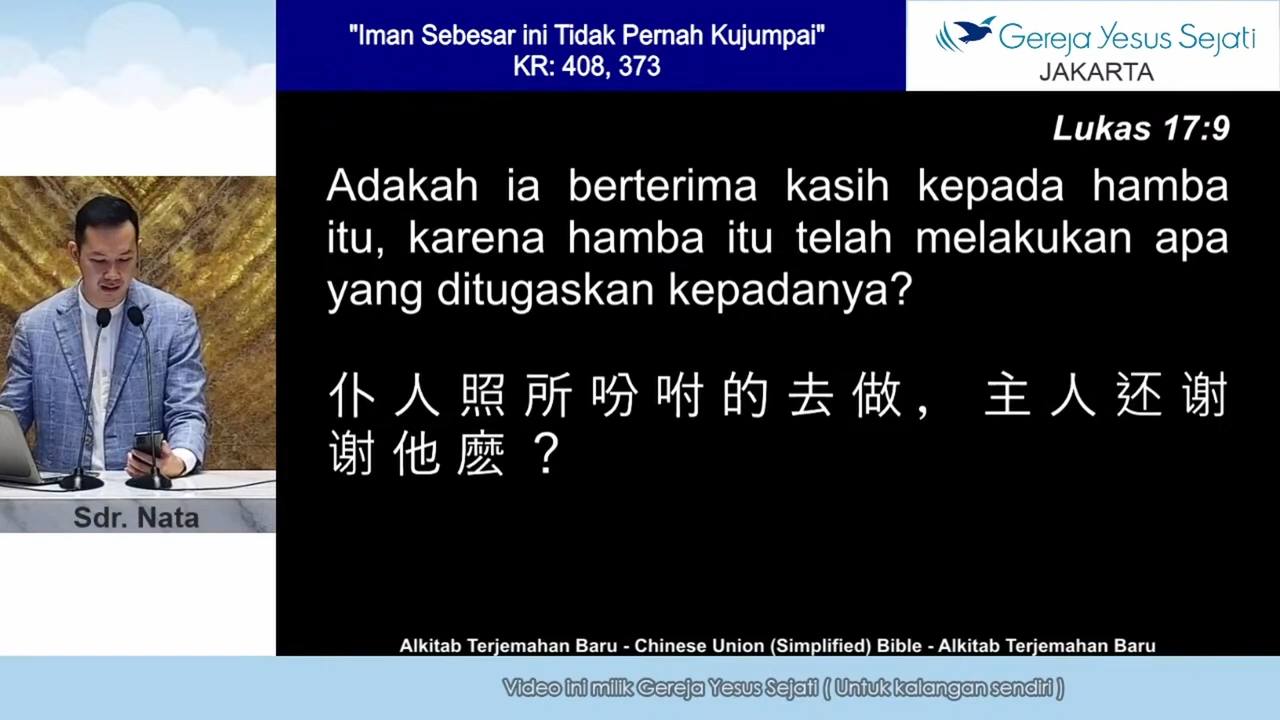 "Iman Sebesar ini Tidak Pernah Kujumpai"
KR: 408, 373
Gereja Yesus Sejati
JAKARTA
Lukas 17:9
Adakah ia berterima kasih kepada hamba
itu, karena hamba itu telah melakukan apa
yang ditugaskan kepadanya?
仆人照所吩咐的去做, 主人还谢
谢他麽?
Sdr. Nata
Alkitab Terjemahan Baru - Chinese Union (Simplified) Bible - Alkitab Terjemahan Baru
Video ini milik Gereja Yesus Sejati ( Untuk kalangan sendiri )